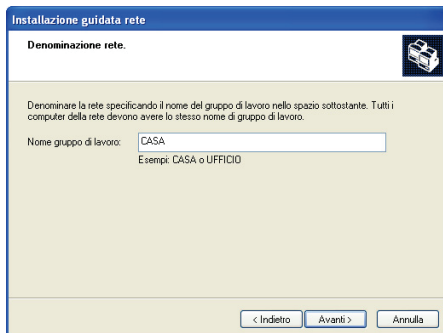 Installazione guidata rete
Denominazione rete.
Denominare la rete specificando il nome del gruppo di lavoro nello spazio sottostante. Tutti i
computer della rete devono avere lo stesso nome di gruppo di lavoro.
Nome gruppo di lavoro: CASA
Esempi: CASA o UFFICIO
< Indietro Avanti > Annulla